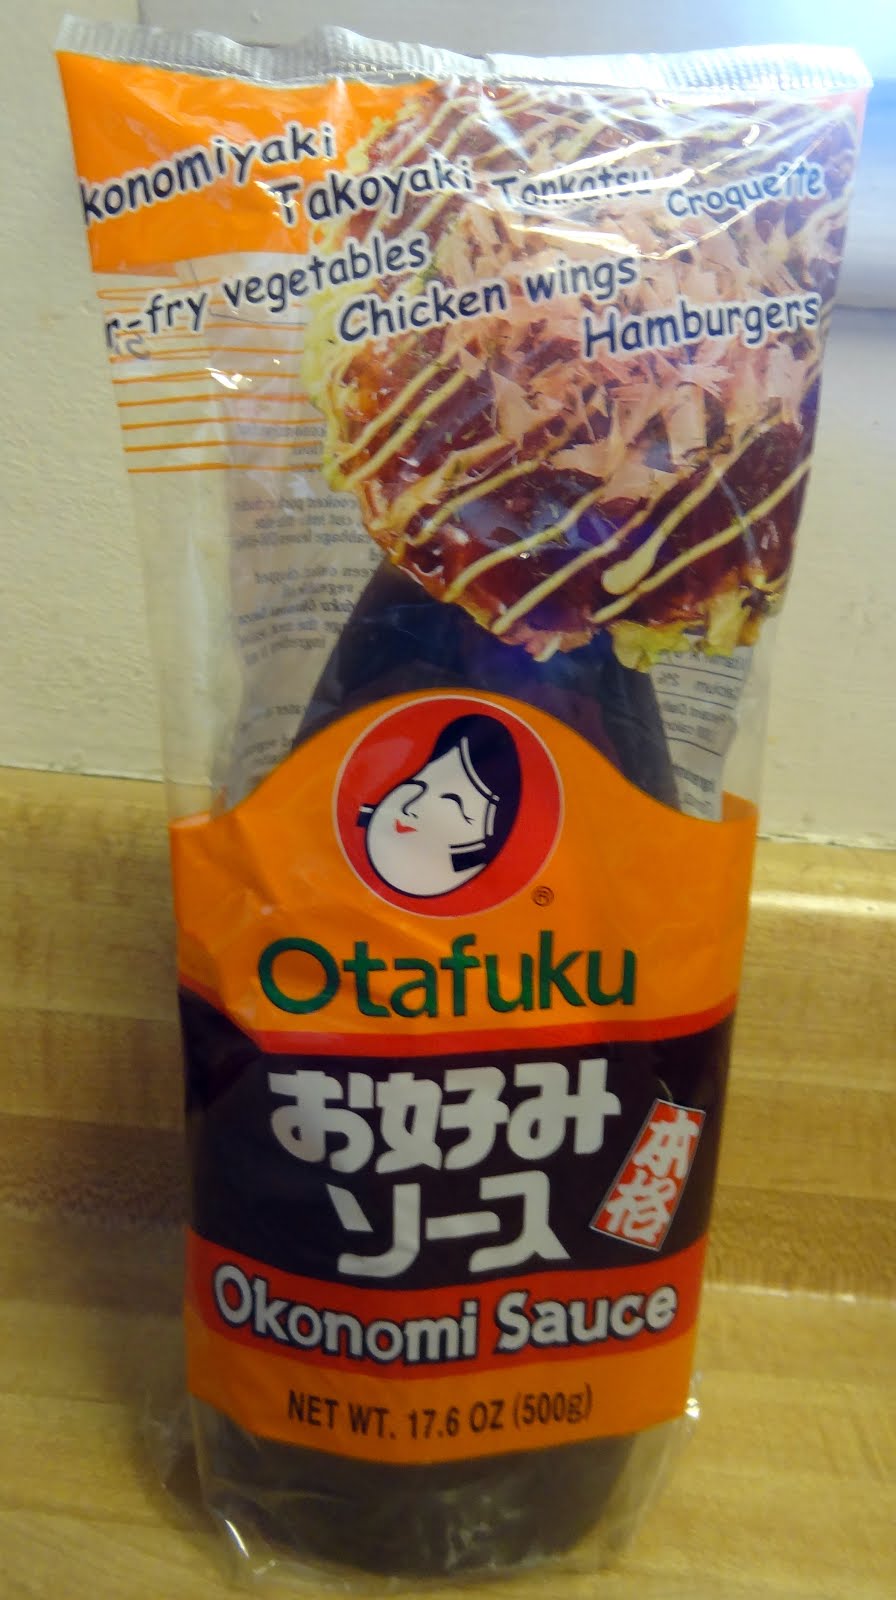 konomiyaki
Takoyaki
Tonkatsu
Croquette
r-fry vegetables
Chicken wings
Hamburgers
®
Otafuku
お好み
ソース
本格
Okonomi Sauce
NET WT. 17.6 OZ (500g)